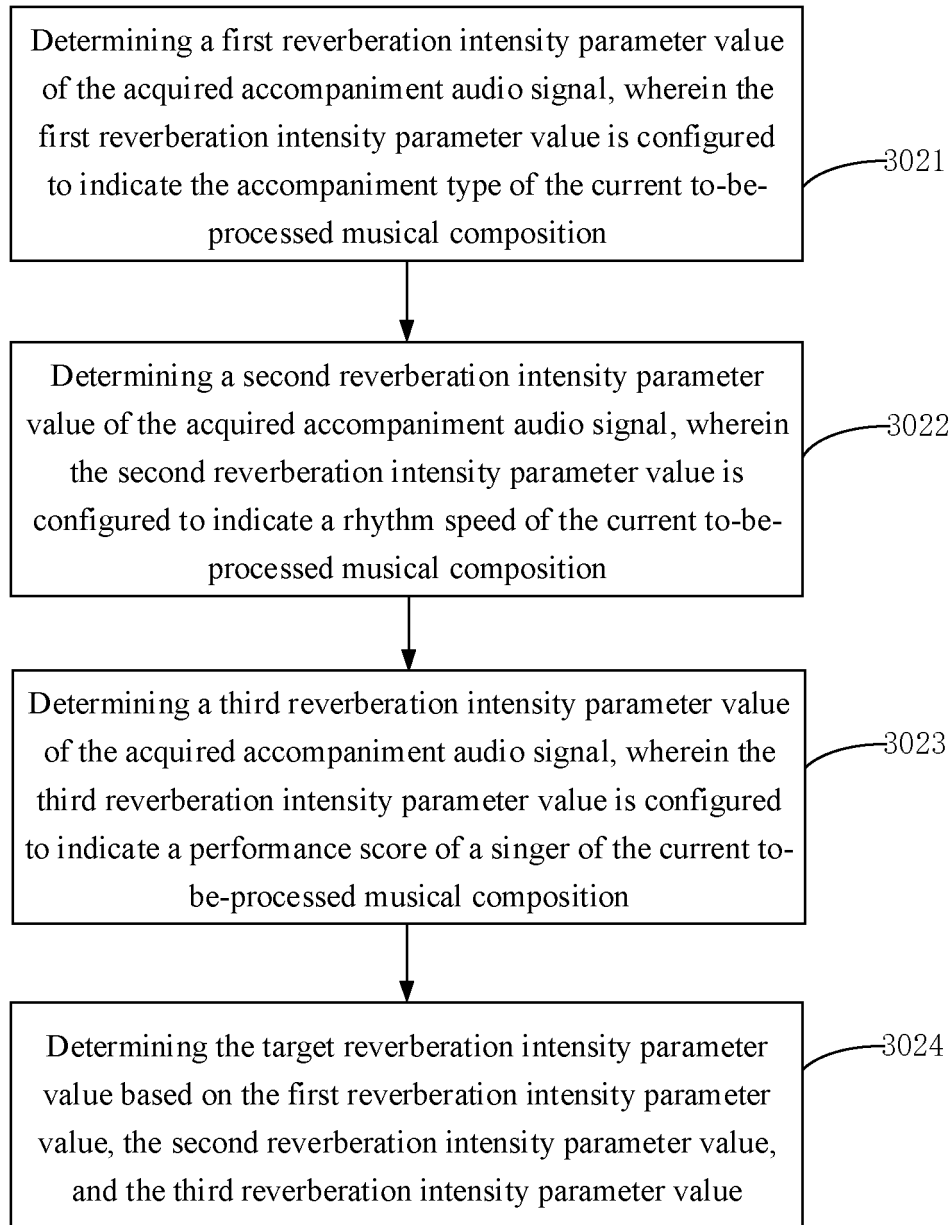 Determining a first reverberation intensity parameter value
of the acquired accompaniment audio signal, wherein the
first reverberation intensity parameter value is configured
to indicate the accompaniment type of the current to-be-
processed musical composition
3021
Determining a second reverberation intensity parameter
value of the acquired accompaniment audio signal, wherein
the second reverberation intensity parameter value is
configured to indicate a rhythm speed of the current to-be-
processed musical composition
3022
Determining a third reverberation intensity parameter value
of the acquired accompaniment audio signal, wherein the
third reverberation intensity parameter value is configured
to indicate a performance score of a singer of the current to-
be-processed musical composition
3023
Determining the target reverberation intensity parameter
value based on the first reverberation intensity parameter
value, the second reverberation intensity parameter value,
and the third reverberation intensity parameter value
3024